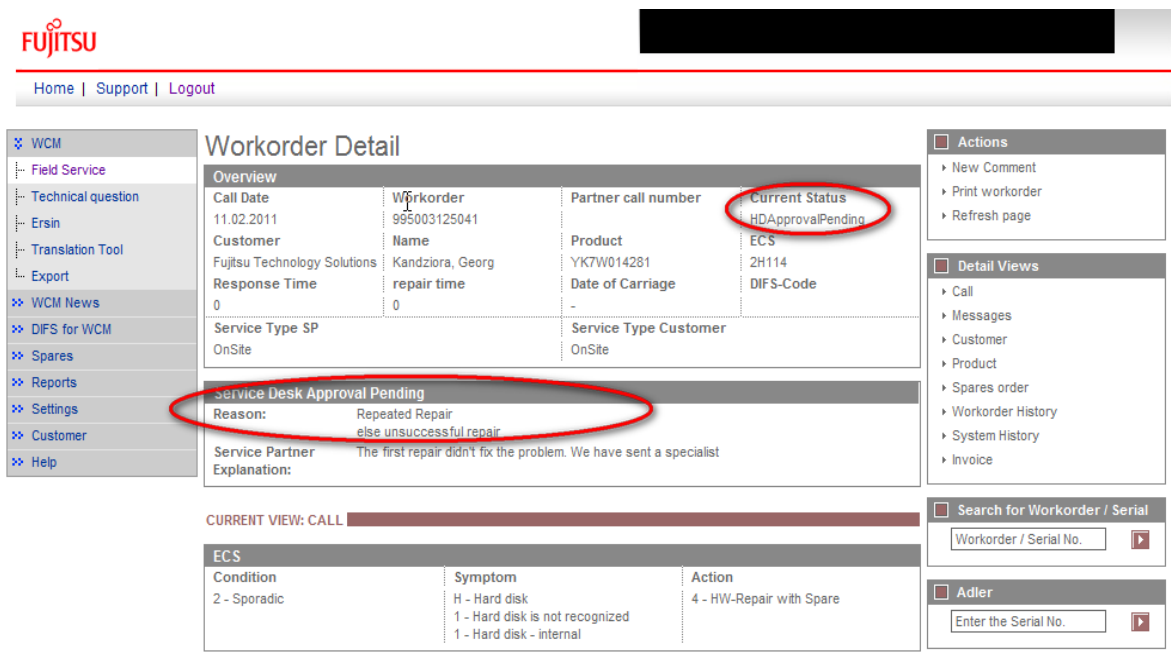 FUJITSU
Home | Support | Logout
WCM
Field Service
Technical question
Ersin
Translation Tool
Export
WCM News
DIFS for WCM
Spares
Reports
Settings
Customer
Help
Workorder Detail
Overview
Call Date Workorder Partner call number Current Status
11.02.2011 995003125041 HDApprovalPending
Customer Name Product ECS
Fujitsu Technology Solutions Kandziora, Georg YK7W014281 2H114
Response Time repair time Date of Carriage DIFS-Code
0 0 -
Service Type SP Service Type Customer
OnSite OnSite
Service Desk Approval Pending
Reason: Repeated Repair
else unsuccessful repair
Service Partner The first repair didn't fix the problem. We have sent a specialist
Explanation:
CURRENT VIEW: CALL
ECS
Condition Symptom Action
2 - Sporadic H - Hard disk 4 - HW-Repair with Spare
1 - Hard disk is not recognized
1 - Hard disk - internal
Actions
New Comment
Print workorder
Refresh page
Detail Views
Call
Messages
Customer
Product
Spares order
Workorder History
System History
Invoice
Search for Workorder / Serial
Workorder / Serial No.
Adler
Enter the Serial No.